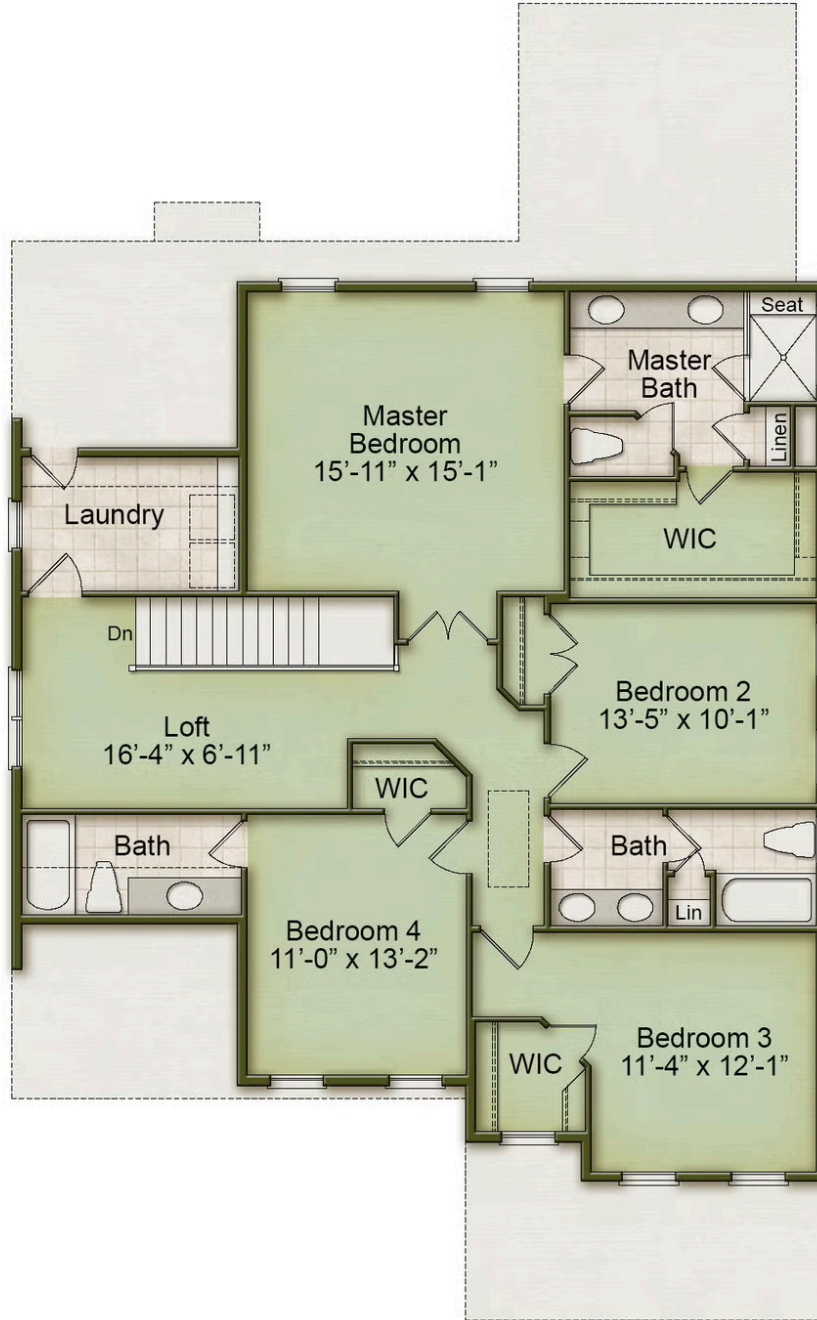 Seat
Master
Bath
Master
Bedroom
15’-11” x 15’-1”
Linen
Laundry
WIC
Dn
Bedroom 2
13’-5” x 10’-1”
Loft
16’-4” x 6’-11”
WIC
Bath
Bath
Lin
Bedroom 4
11’-0” x 13’-2”
Bedroom 3
11’-4” x 12’-1”
WIC